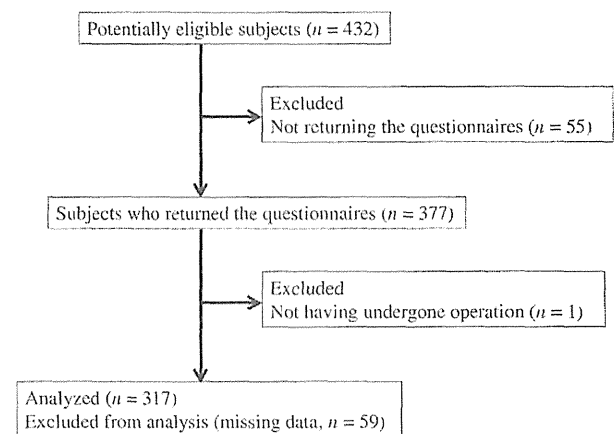 Potentially eligible subjects (n = 432)
Excluded
Not returning the questionnaires (n = 55)
Subjects who returned the questionnaires (n = 377)
Excluded
Not having undergone operation (n = 1)
Analyzed (n = 317)
Excluded from analysis (missing data, n = 59)